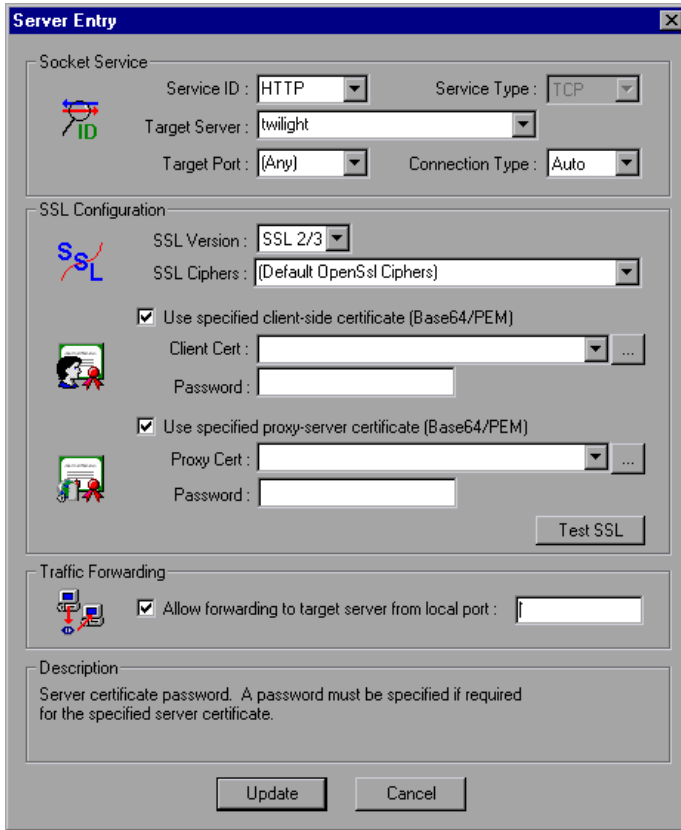 Server Entry
Socket Service
Service ID : HTTP Service Type : TCP
ID
Target Server : twilight
Target Port : (Any) Connection Type : Auto
SSL Configuration
SSL
SSL Version : SSL 2/3
SSL Ciphers : (Default OpenSsl Ciphers)
Use specified client-side certificate (Base64/PEM)
Client Cert : ...
Password :
Use specified proxy-server certificate (Base64/PEM)
Proxy Cert : ...
Password :
Test SSL
Traffic Forwarding
Allow forwarding to target server from local port :
Description
Server certificate password. A password must be specified if required
for the specified server certificate.
Update Cancel